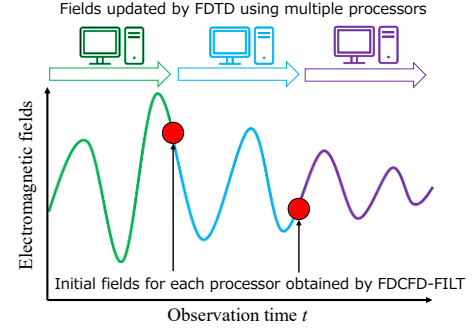 Fields updated by FDTD using multiple processors
Electromagnetic fields
Initial fields for each processor obtained by FDCFD-FILT
Observation time t